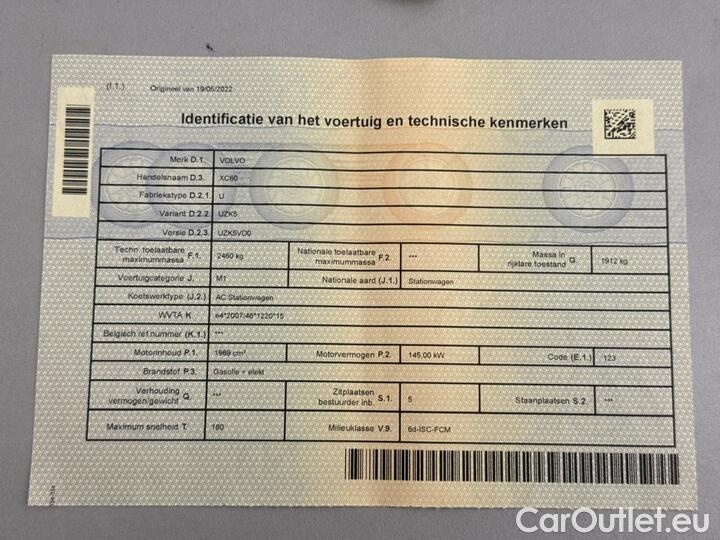 (I.1.) Origineel van 19/05/2022
Identificatie van het voertuig en technische kenmerken
Merk D.1. VOLVO
Handelsnaam D.3. XC60
Fabriekstype D.2.1. U
Variant D.2.2. UZK5
Versie D.2.3. UZK5VD0
Techn. toelaatbare maximummassa F.1. 2460 kg Nationale toelaatbare maximummassa F.2. *** Massa in rijklare toestand G. 1912 kg
Voertuigcategorie J. M1 Nationale aard (J.1.) Stationwagen
Koetswerktype (J.2.) AC Stationwagen
WVTA K. e4*2007/46*1220*15
Belgisch ref.nummer (K.1.) ***
Motorinhoud P.1. 1969 cm³ Motorvermogen P.2. 145,00 kW Code (E.1.) 123
Brandstof P.3. Gasolie + elekt
Verhouding vermogen/gewicht Q. *** Zitplaatsen bestuurder inb. S.1. 5 Staanplaatsen S.2. ***
Maximum snelheid T. 180 Milieuklasse V.9. 6d-ISC-FCM
CarOutlet.eu